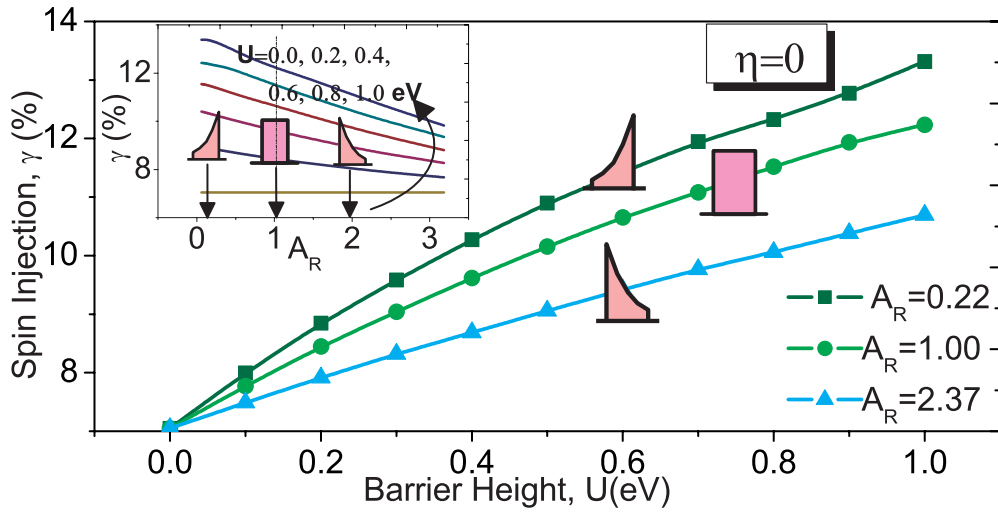 14
12
10
8
Spin Injection, γ (%)
12
8
γ (%)
U=0.0, 0.2, 0.4,
0.6, 0.8, 1.0 eV
0 1 2 3
A_R
η=0
A_R=0.22
A_R=1.00
A_R=2.37
0.0 0.2 0.4 0.6 0.8 1.0
Barrier Height, U(eV)